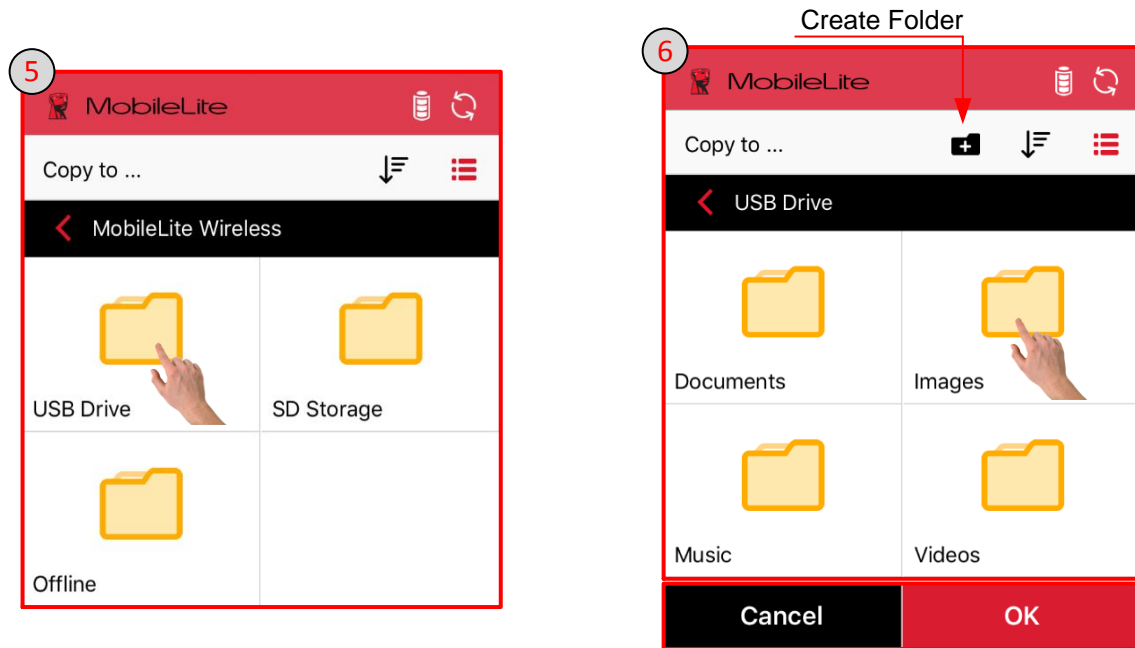 5
MobileLite
Copy to ...
MobileLite Wireless
USB Drive
SD Storage
Offline
Create Folder
6
MobileLite
Copy to ...
USB Drive
Documents
Images
Music
Videos
Cancel
OK